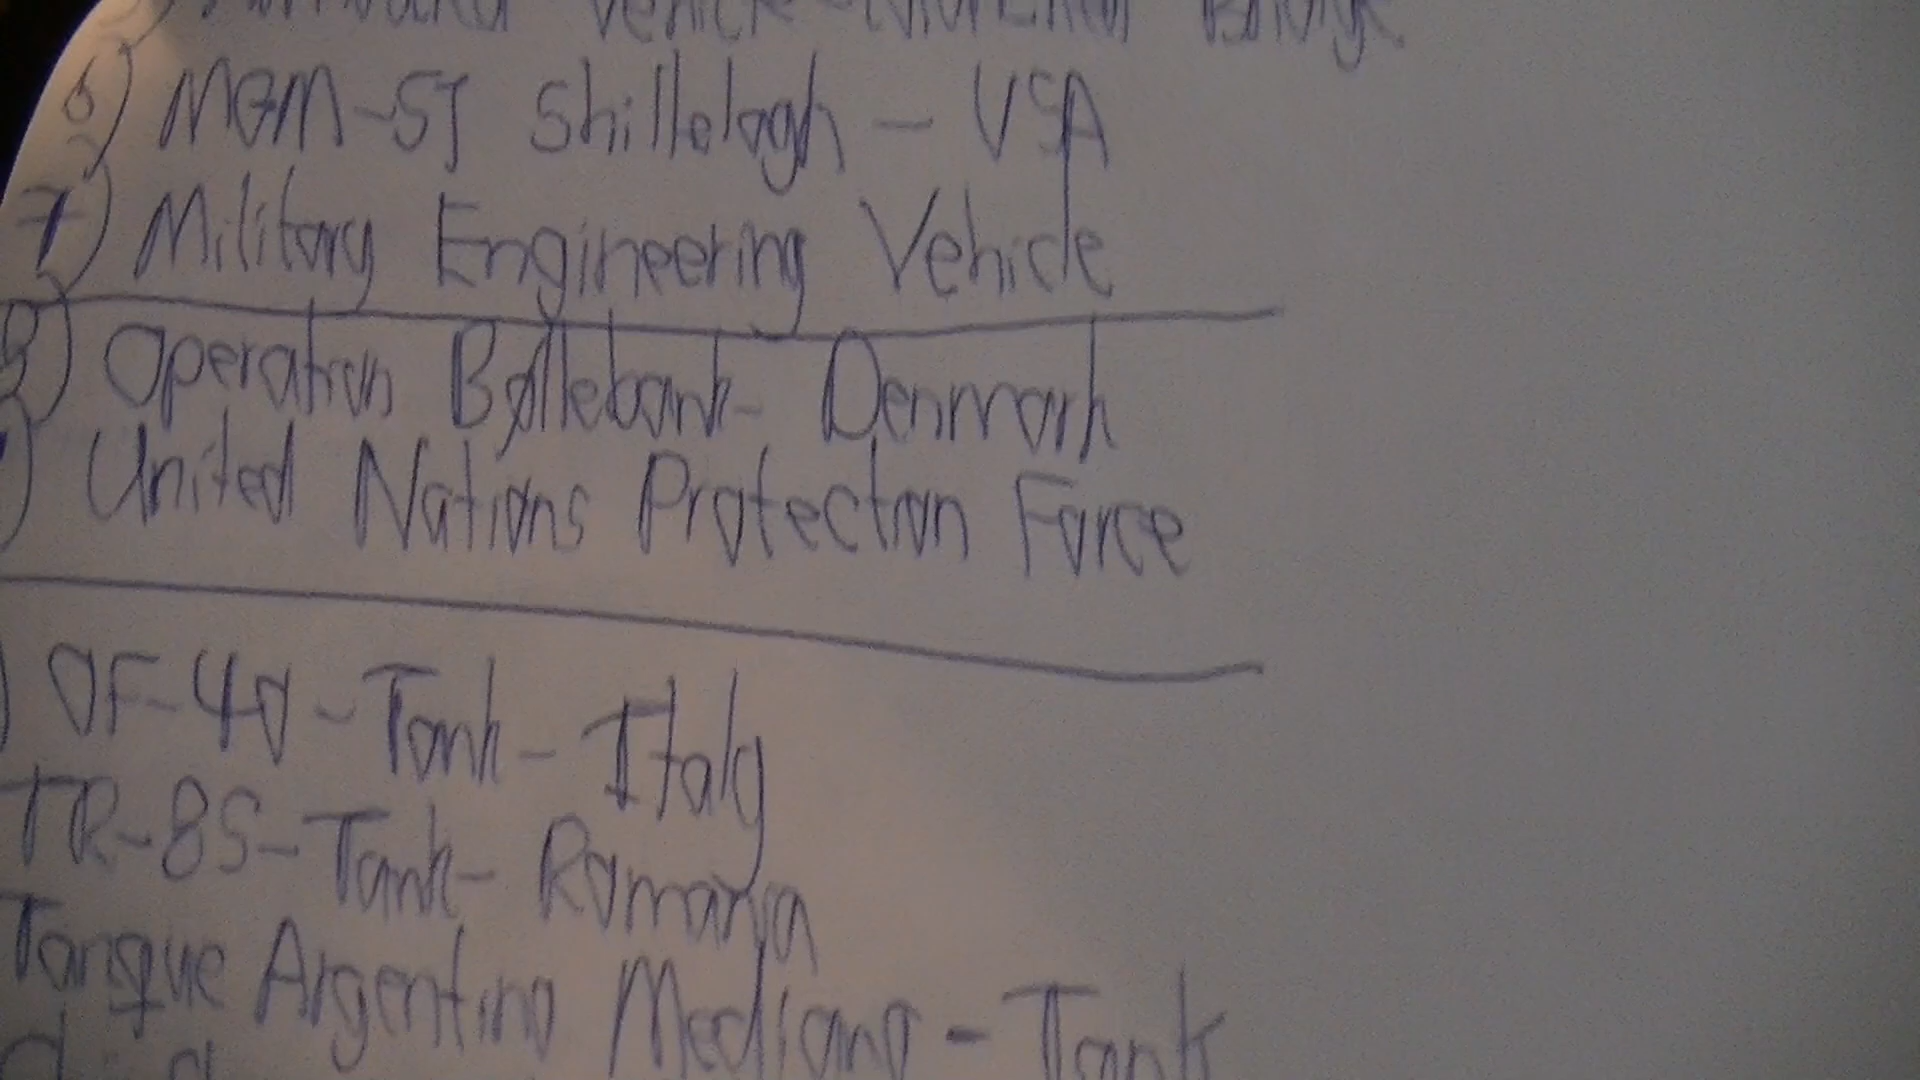 Vehicle
6) MGM-51 Shillelagh - USA
7) Military Engineering Vehicle
8) Operation Bøllebank - Denmark
) United Nations Protection Force
) OF-40 - Tank - Italy
TR-85 - Tank - Romania
Tanque Argentino Mediano - Tank